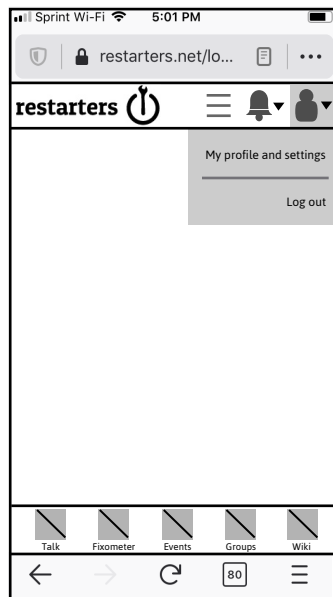 Sprint Wi-Fi 5:01 PM
restarters.net/lo...
restarters
My profile and settings
Log out
Talk Fixometer Events Groups Wiki
80